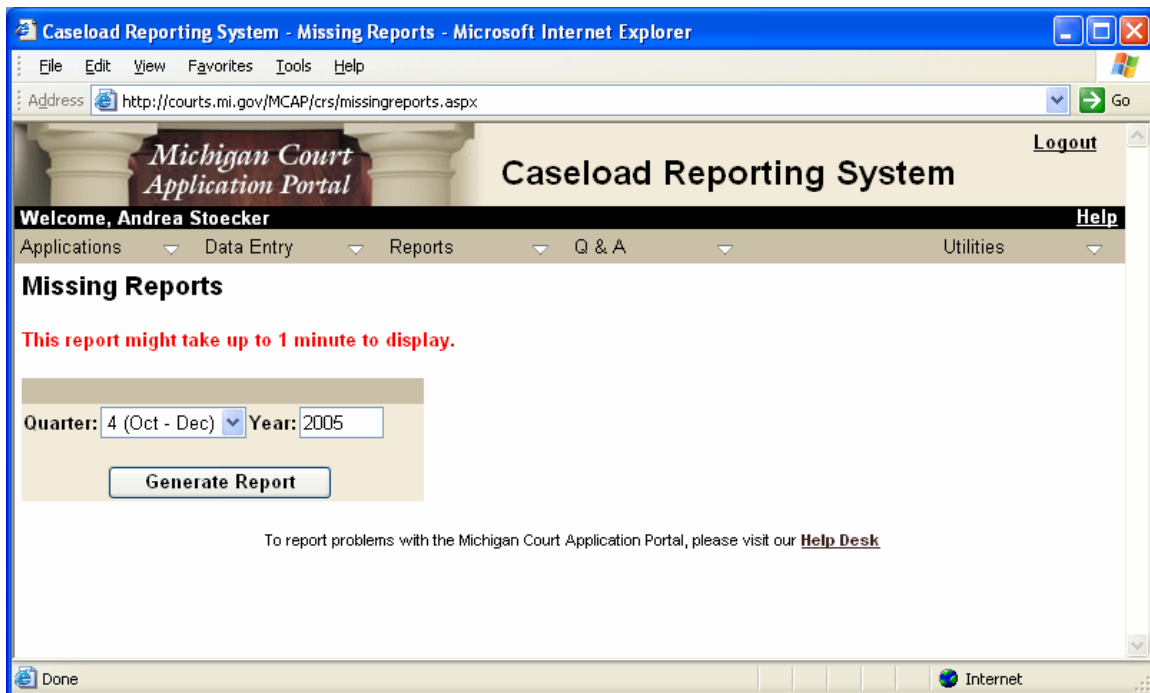 Caseload Reporting System - Missing Reports - Microsoft Internet Explorer
File Edit View Favorites Tools Help
Address http://courts.mi.gov/MCAP/crs/missingreports.aspx Go
Michigan Court
Application Portal
Caseload Reporting System
Logout
Welcome, Andrea Stoecker Help
Applications Data Entry Reports Q & A Utilities
Missing Reports
This report might take up to 1 minute to display.
Quarter: 4 (Oct - Dec) Year: 2005
Generate Report
To report problems with the Michigan Court Application Portal, please visit our Help Desk
Done Internet